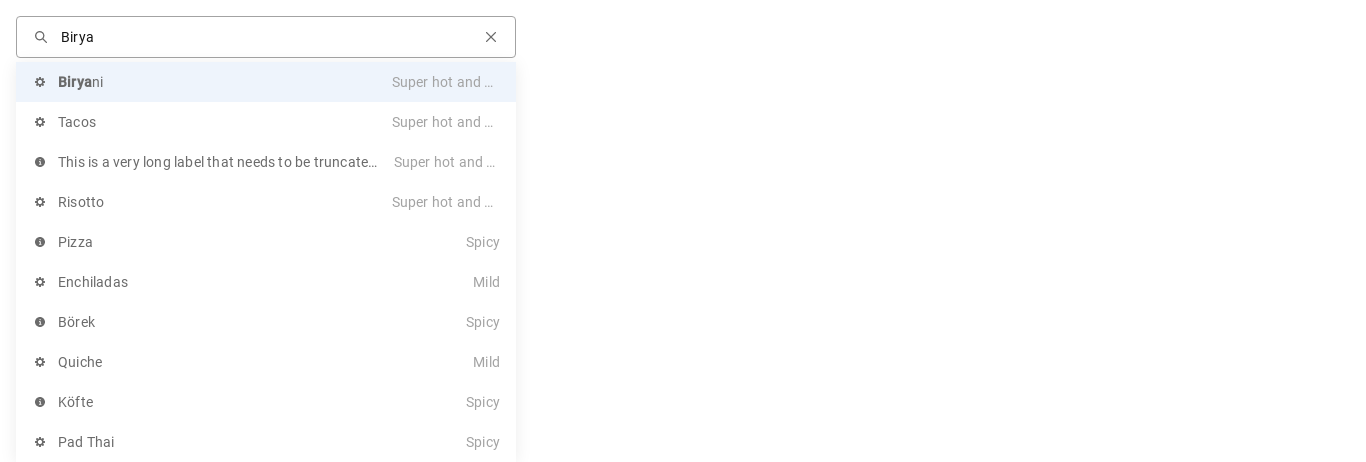 Birya
Biryani Super hot and ...
Tacos Super hot and ...
This is a very long label that needs to be truncate... Super hot and ...
Risotto Super hot and ...
Pizza Spicy
Enchiladas Mild
Börek Spicy
Quiche Mild
Köfte Spicy
Pad Thai Spicy